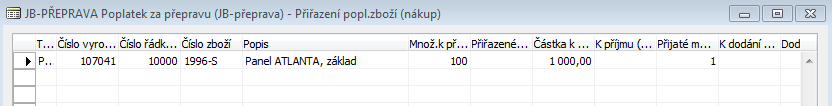 JB-PŘEPRAVA Poplatek za přepravu (JB-přeprava) - Přiřazení popl.zboží (nákup)
T... Číslo vyro... Číslo řádk... Číslo zboží Popis Množ.k př... Přiřazené... Částka k ... K příjmu (... Přijaté m... K dodání ... Dod
P... 107041 10000 1996-S Panel ATLANTA, základ 100 1 000,00 1